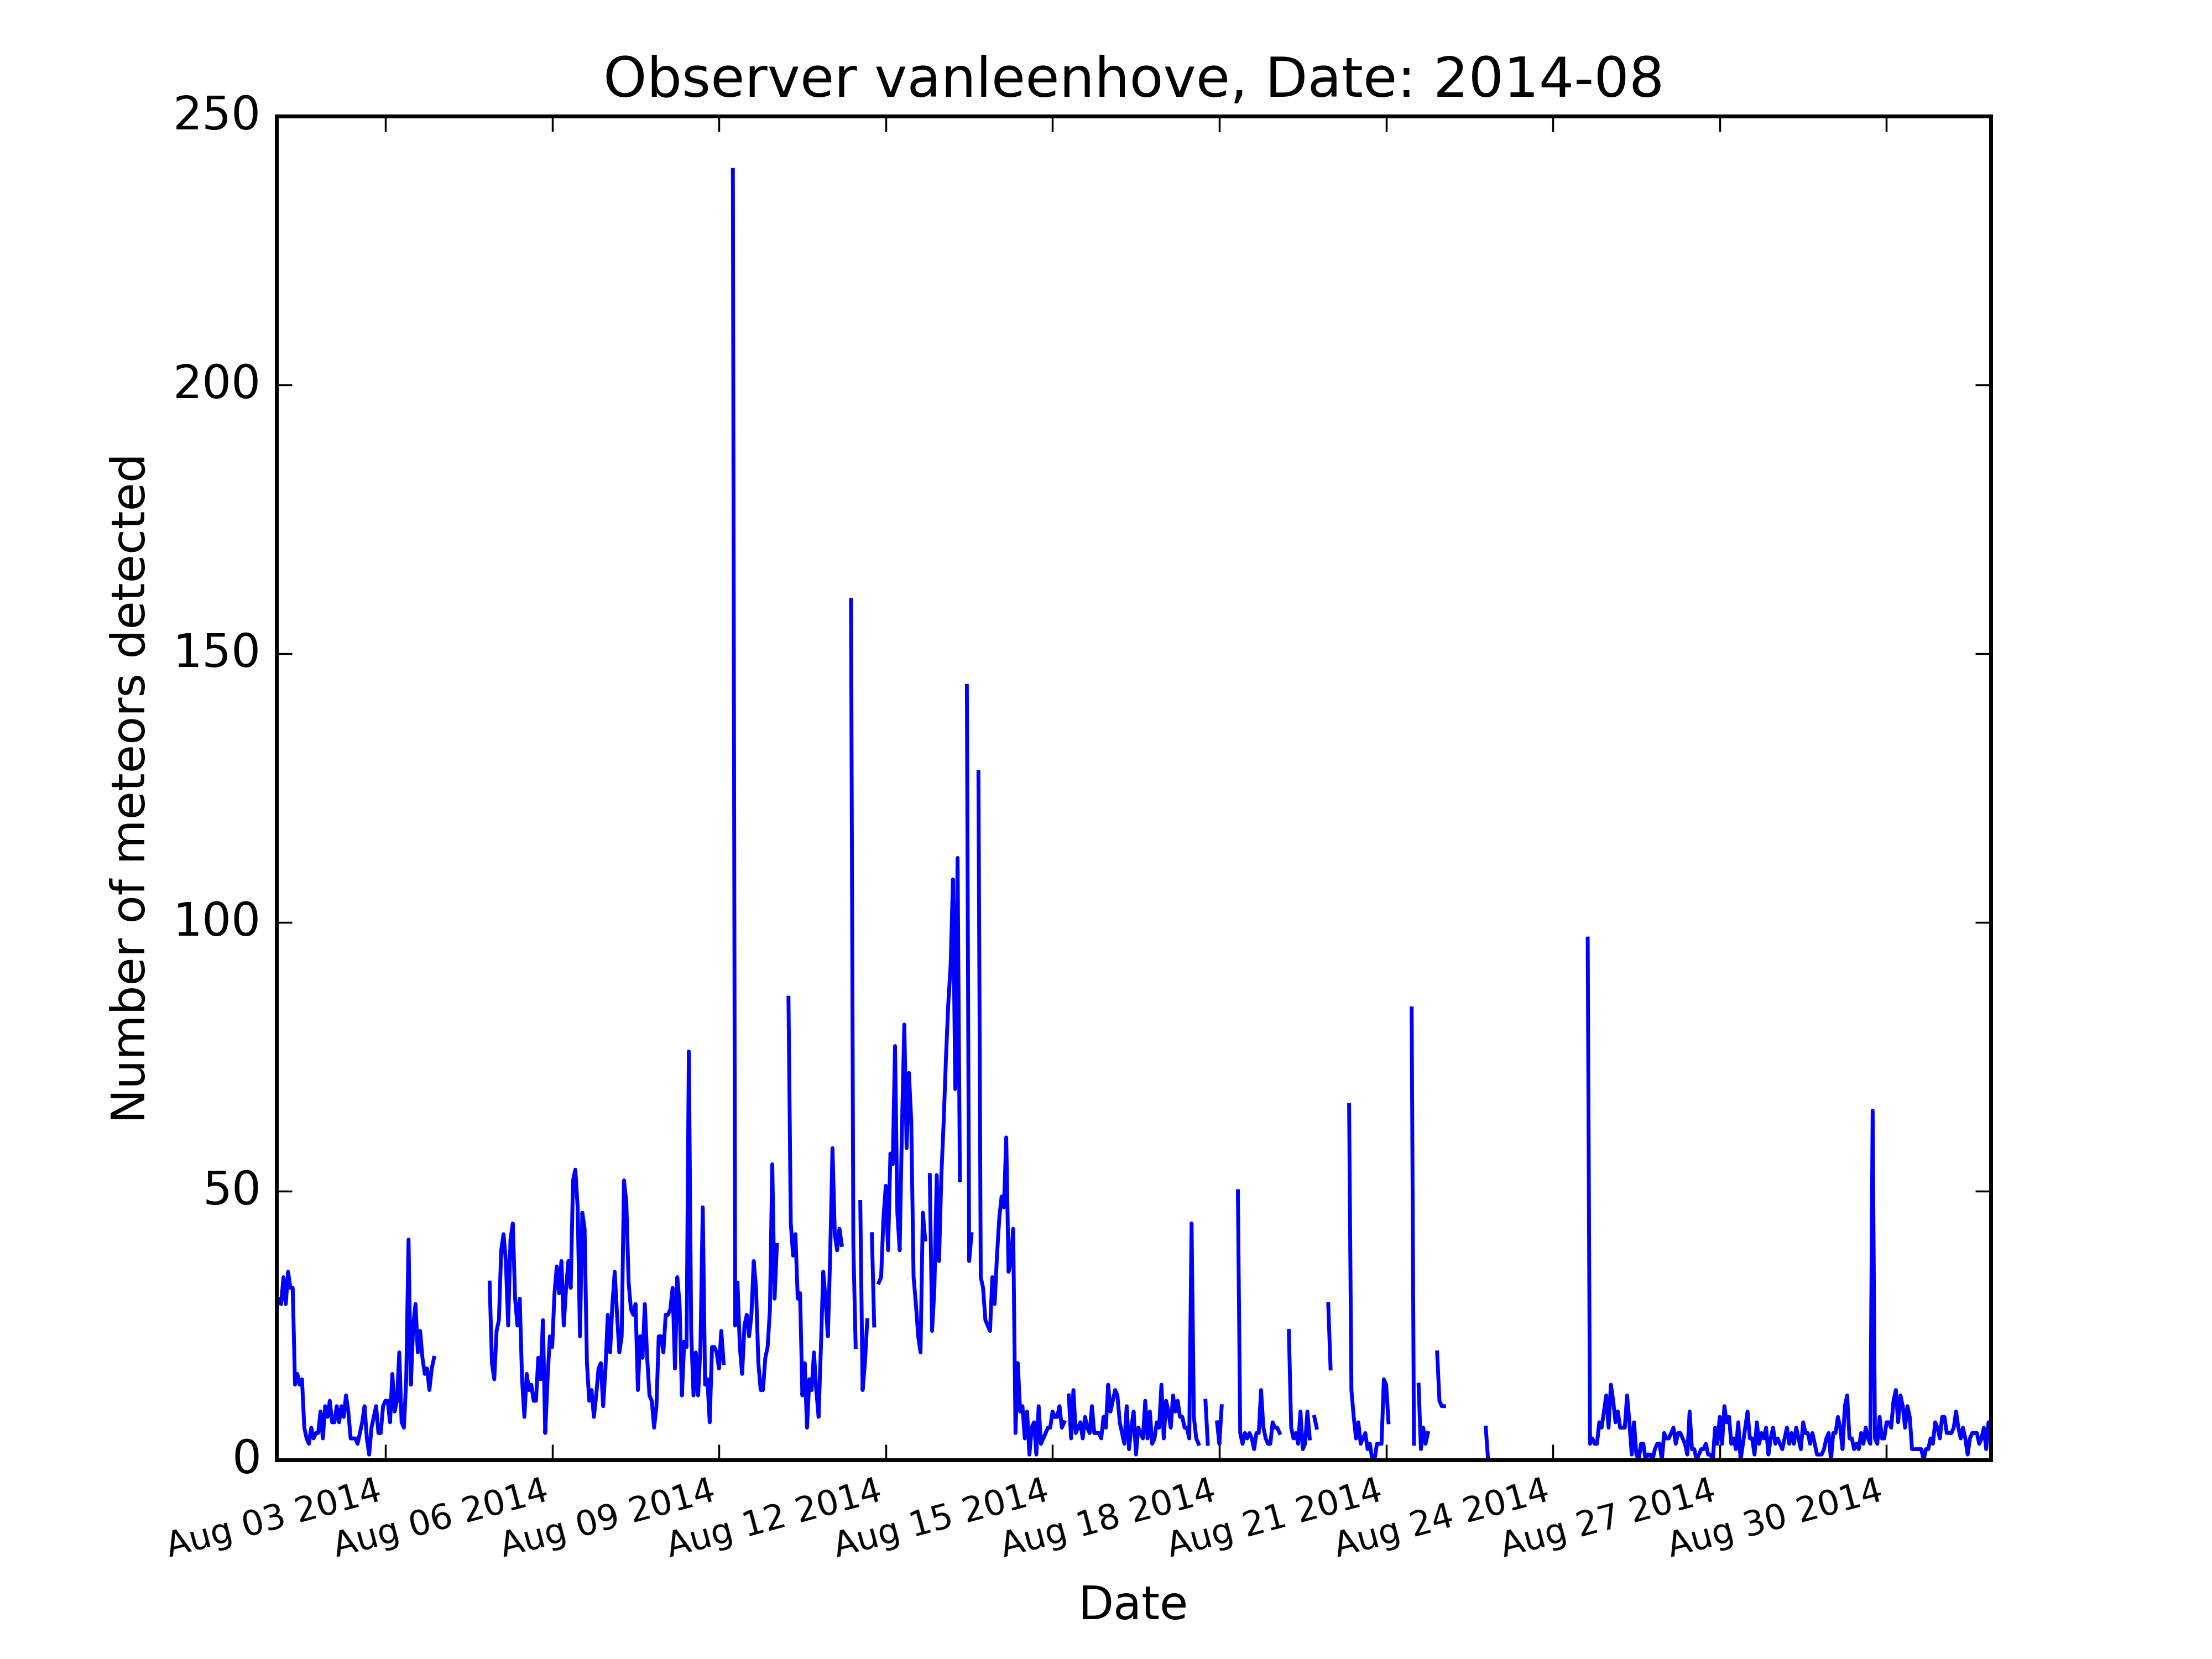 Observer vanleenhove, Date: 2014-08
250
200
150
100
50
0
Number of meteors detected
Aug 03 2014
Aug 06 2014
Aug 09 2014
Aug 12 2014
Aug 15 2014
Aug 18 2014
Aug 21 2014
Aug 24 2014
Aug 27 2014
Aug 30 2014
Date